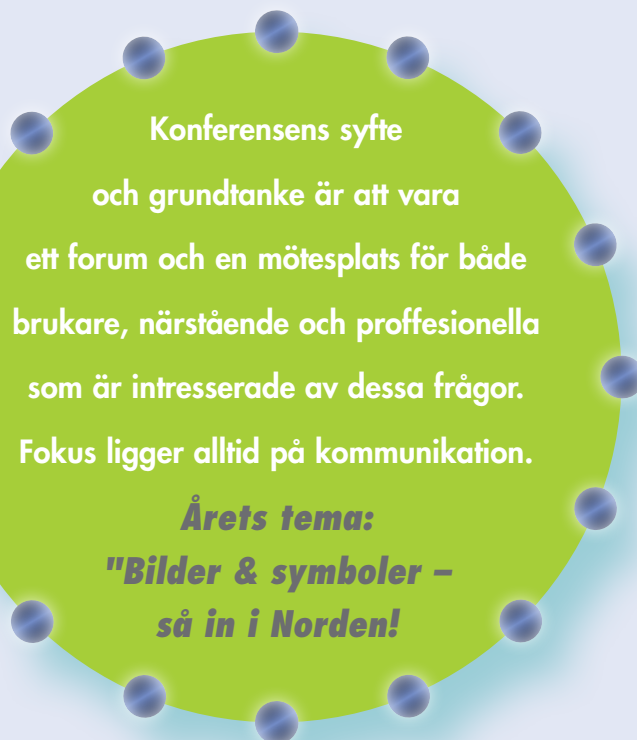 Konferensens syfte
och grundtanke är att vara
ett forum och en mötesplats för både
brukare, närstående och proffesionella
som är intresserade av dessa frågor.
Fokus ligger alltid på kommunikation.
Årets tema:
"Bilder & symboler –
så in i Norden!